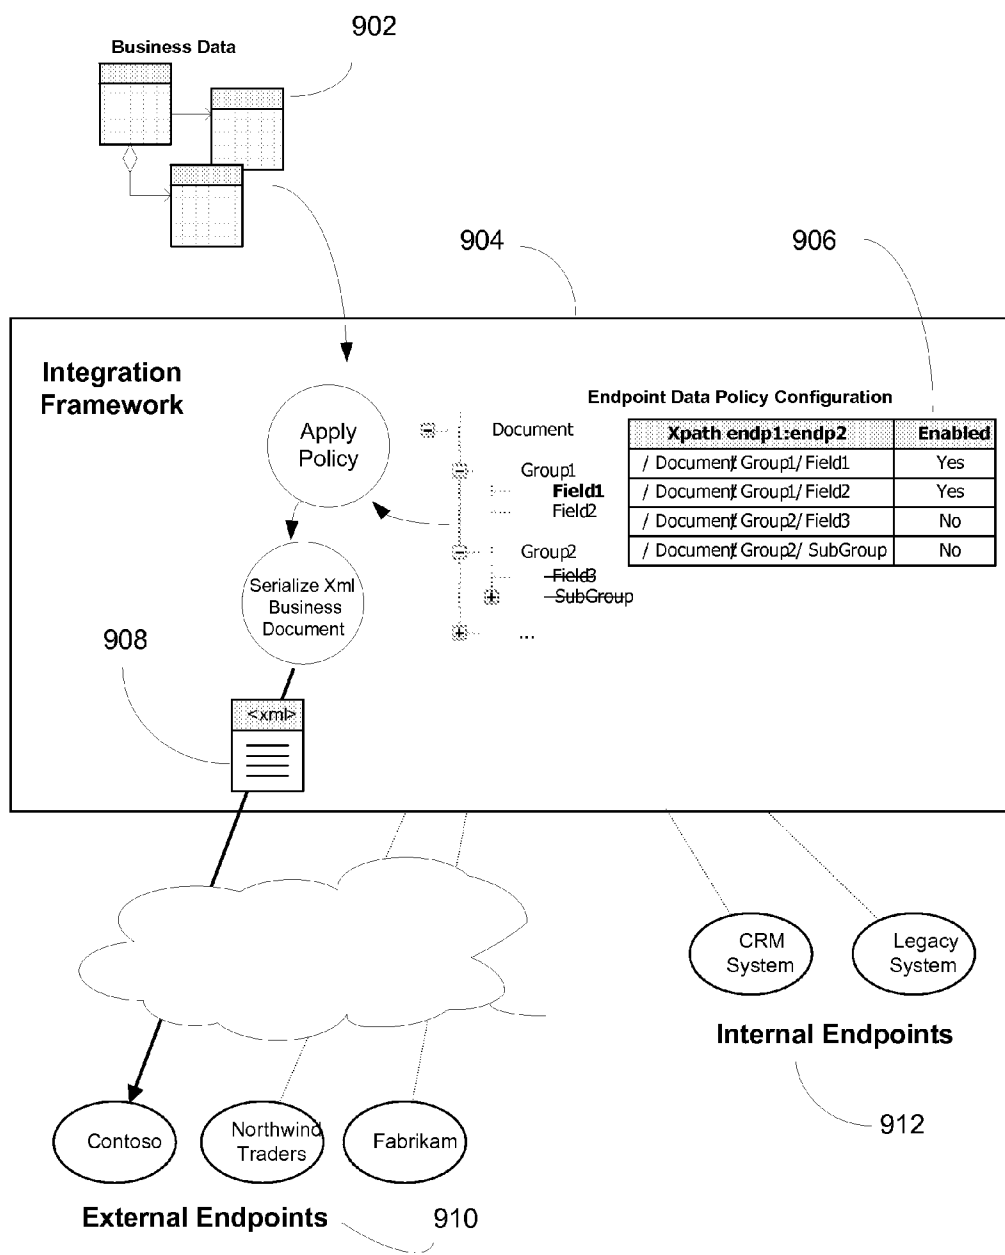 902
Business Data
904
906
Integration
Framework
Endpoint Data Policy Configuration
Apply
Policy
Document
Group1
Field1
Field2
Group2
Field3
SubGroup
...
Xpath endp1:endp2 Enabled
/ Document/ Group1/ Field1 Yes
/ Document/ Group1/ Field2 Yes
/ Document/ Group2/ Field3 No
/ Document/ Group2/ SubGroup No
Serialize Xml
Business
Document
908
<xml>
CRM
System
Legacy
System
Internal Endpoints
912
Contoso
Northwind
Traders
Fabrikam
External Endpoints
910